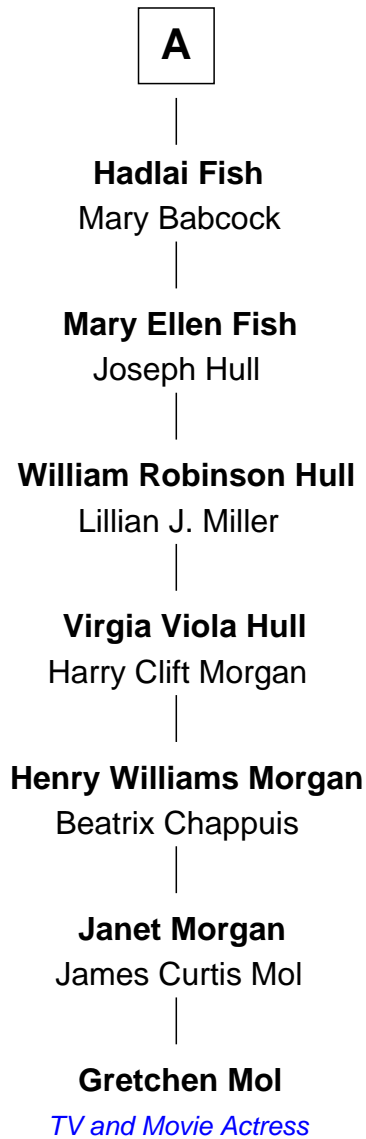 A
Hadlai Fish
Mary Babcock
Mary Ellen Fish
Joseph Hull
William Robinson Hull
Lillian J. Miller
Virgia Viola Hull
Harry Clift Morgan
Henry Williams Morgan
Beatrix Chappuis
Janet Morgan
James Curtis Mol
Gretchen Mol
TV and Movie Actress